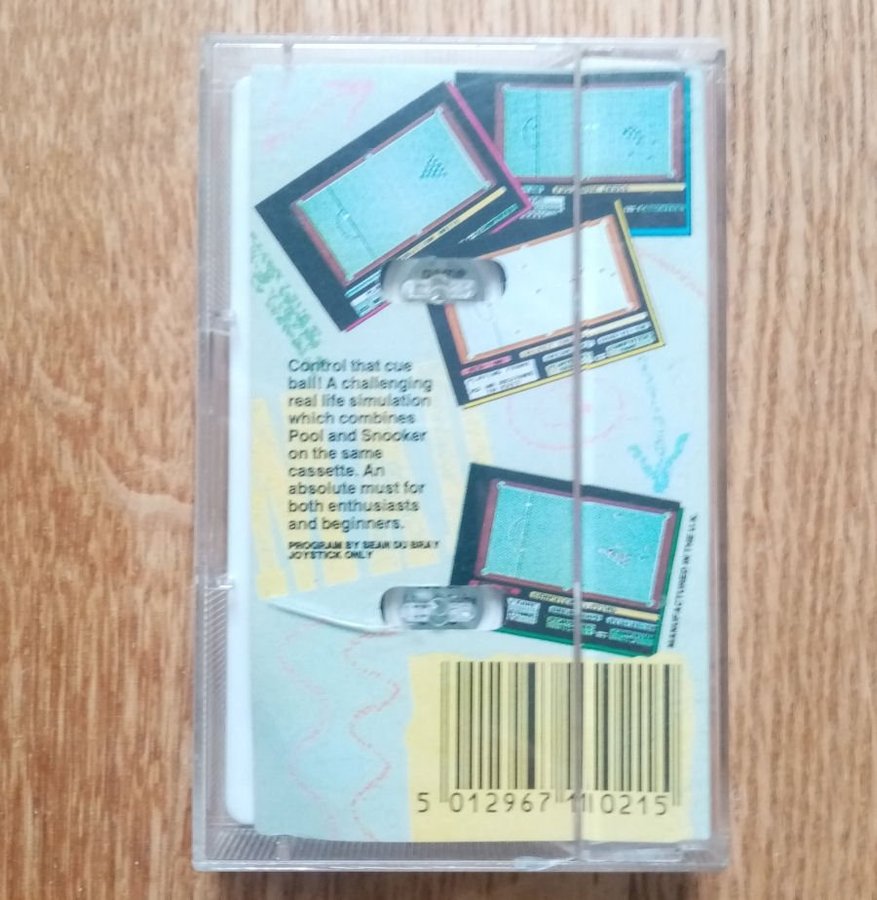 Control that cue
ball! A challenging
real life simulation
which combines
Pool and Snooker
on the same
cassette. An
absolute must for
both enthusiasts
and beginners.
PROGRAM BY SEAN DU BRAY
JOYSTICK ONLY
MANUFACTURED IN THE U.K.
5 012967 110215